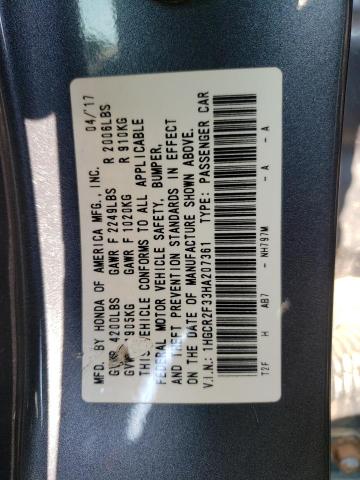 MFD. BY HONDA OF AMERICA MFG., INC. 04/17
GVWR 4200LBS GAWR F 2249LBS R 2006LBS
GVWR 1905KG GAWR F 1020KG R 910KG
THIS VEHICLE CONFORMS TO ALL APPLICABLE
FEDERAL MOTOR VEHICLE SAFETY, BUMPER,
AND THEFT PREVENTION STANDARDS IN EFFECT
ON THE DATE OF MANUFACTURE SHOWN ABOVE.
V.I.N.: 1HGCR2F33HA207361 TYPE: PASSENGER CAR
T2F H AB7 - NH797M - A - A